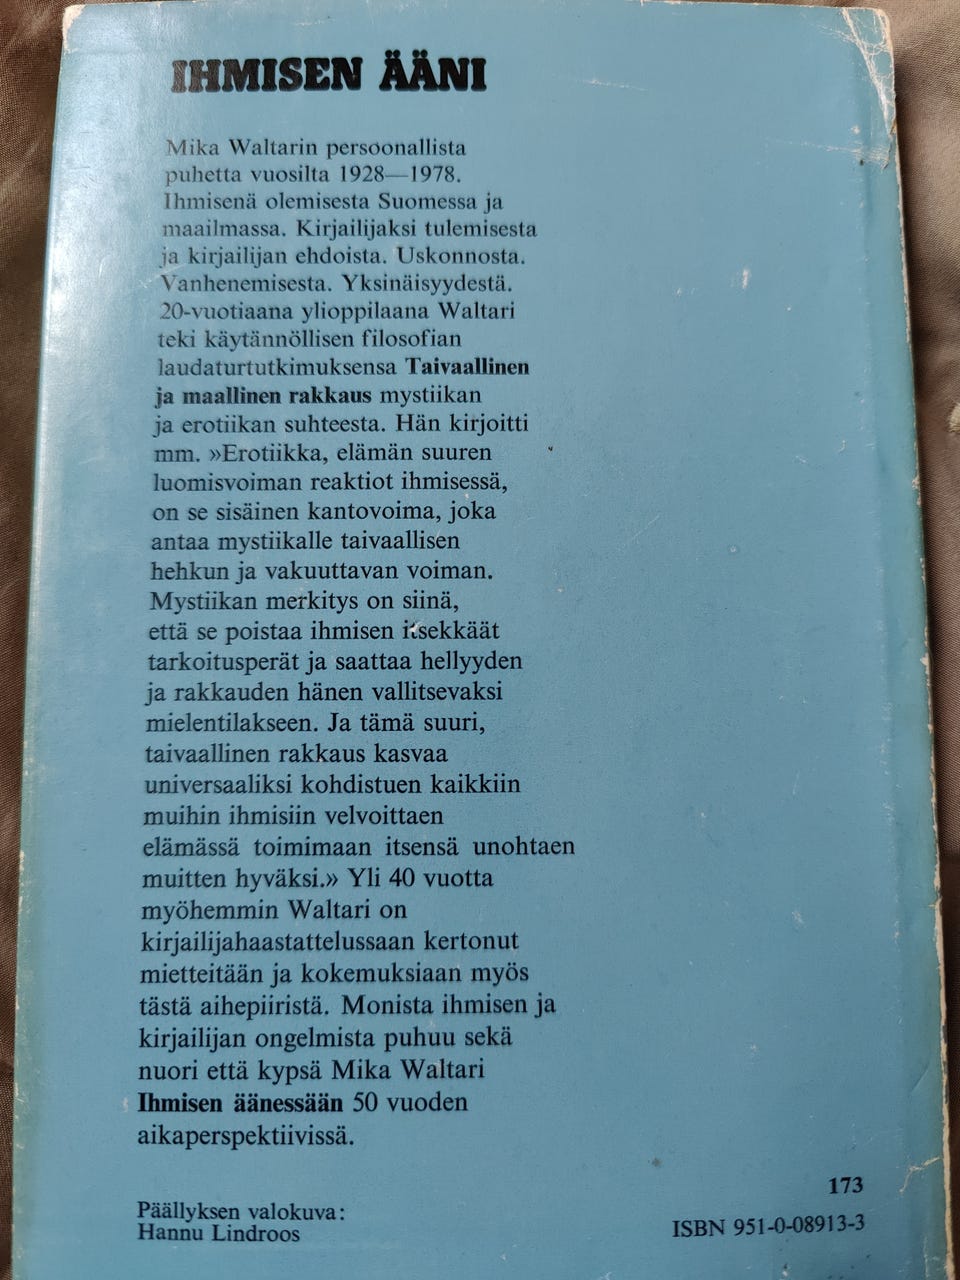 IHMISEN ÄÄNI
Mika Waltarin persoonallista
puhetta vuosilta 1928—1978.
Ihmisenä olemisesta Suomessa ja
maailmassa. Kirjailijaksi tulemisesta
ja kirjailijan ehdoista. Uskonnosta.
Vanhenemisesta. Yksinäisyydestä.
20-vuotiaana ylioppilaana Waltari
teki käytännöllisen filosofian
laudaturtutkimuksensa Taivaallinen
ja maallinen rakkaus mystiikan
ja erotiikan suhteesta. Hän kirjoitti
mm. »Erotiikka, elämän suuren
luomisvoiman reaktiot ihmisessä,
on se sisäinen kantovoima, joka
antaa mystiikalle taivaallisen
hehkun ja vakuuttavan voiman.
Mystiikan merkitys on siinä,
että se poistaa ihmisen itsekkäät
tarkoitusperät ja saattaa hellyyden
ja rakkauden hänen vallitsevaksi
mielentilakseen. Ja tämä suuri,
taivaallinen rakkaus kasvaa
universaaliksi kohdistuen kaikkiin
muihin ihmisiin velvoittaen
elämässä toimimaan itsensä unohtaen
muitten hyväksi.» Yli 40 vuotta
myöhemmin Waltari on
kirjailijahaastattelussaan kertonut
mietteitään ja kokemuksiaan myös
tästä aihepiiristä. Monista ihmisen ja
kirjailijan ongelmista puhuu sekä
nuori että kypsä Mika Waltari
Ihmisen äänessään 50 vuoden
aikaperspektiivissä.
173
Päällyksen valokuva:
Hannu Lindroos
ISBN 951-0-08913-3